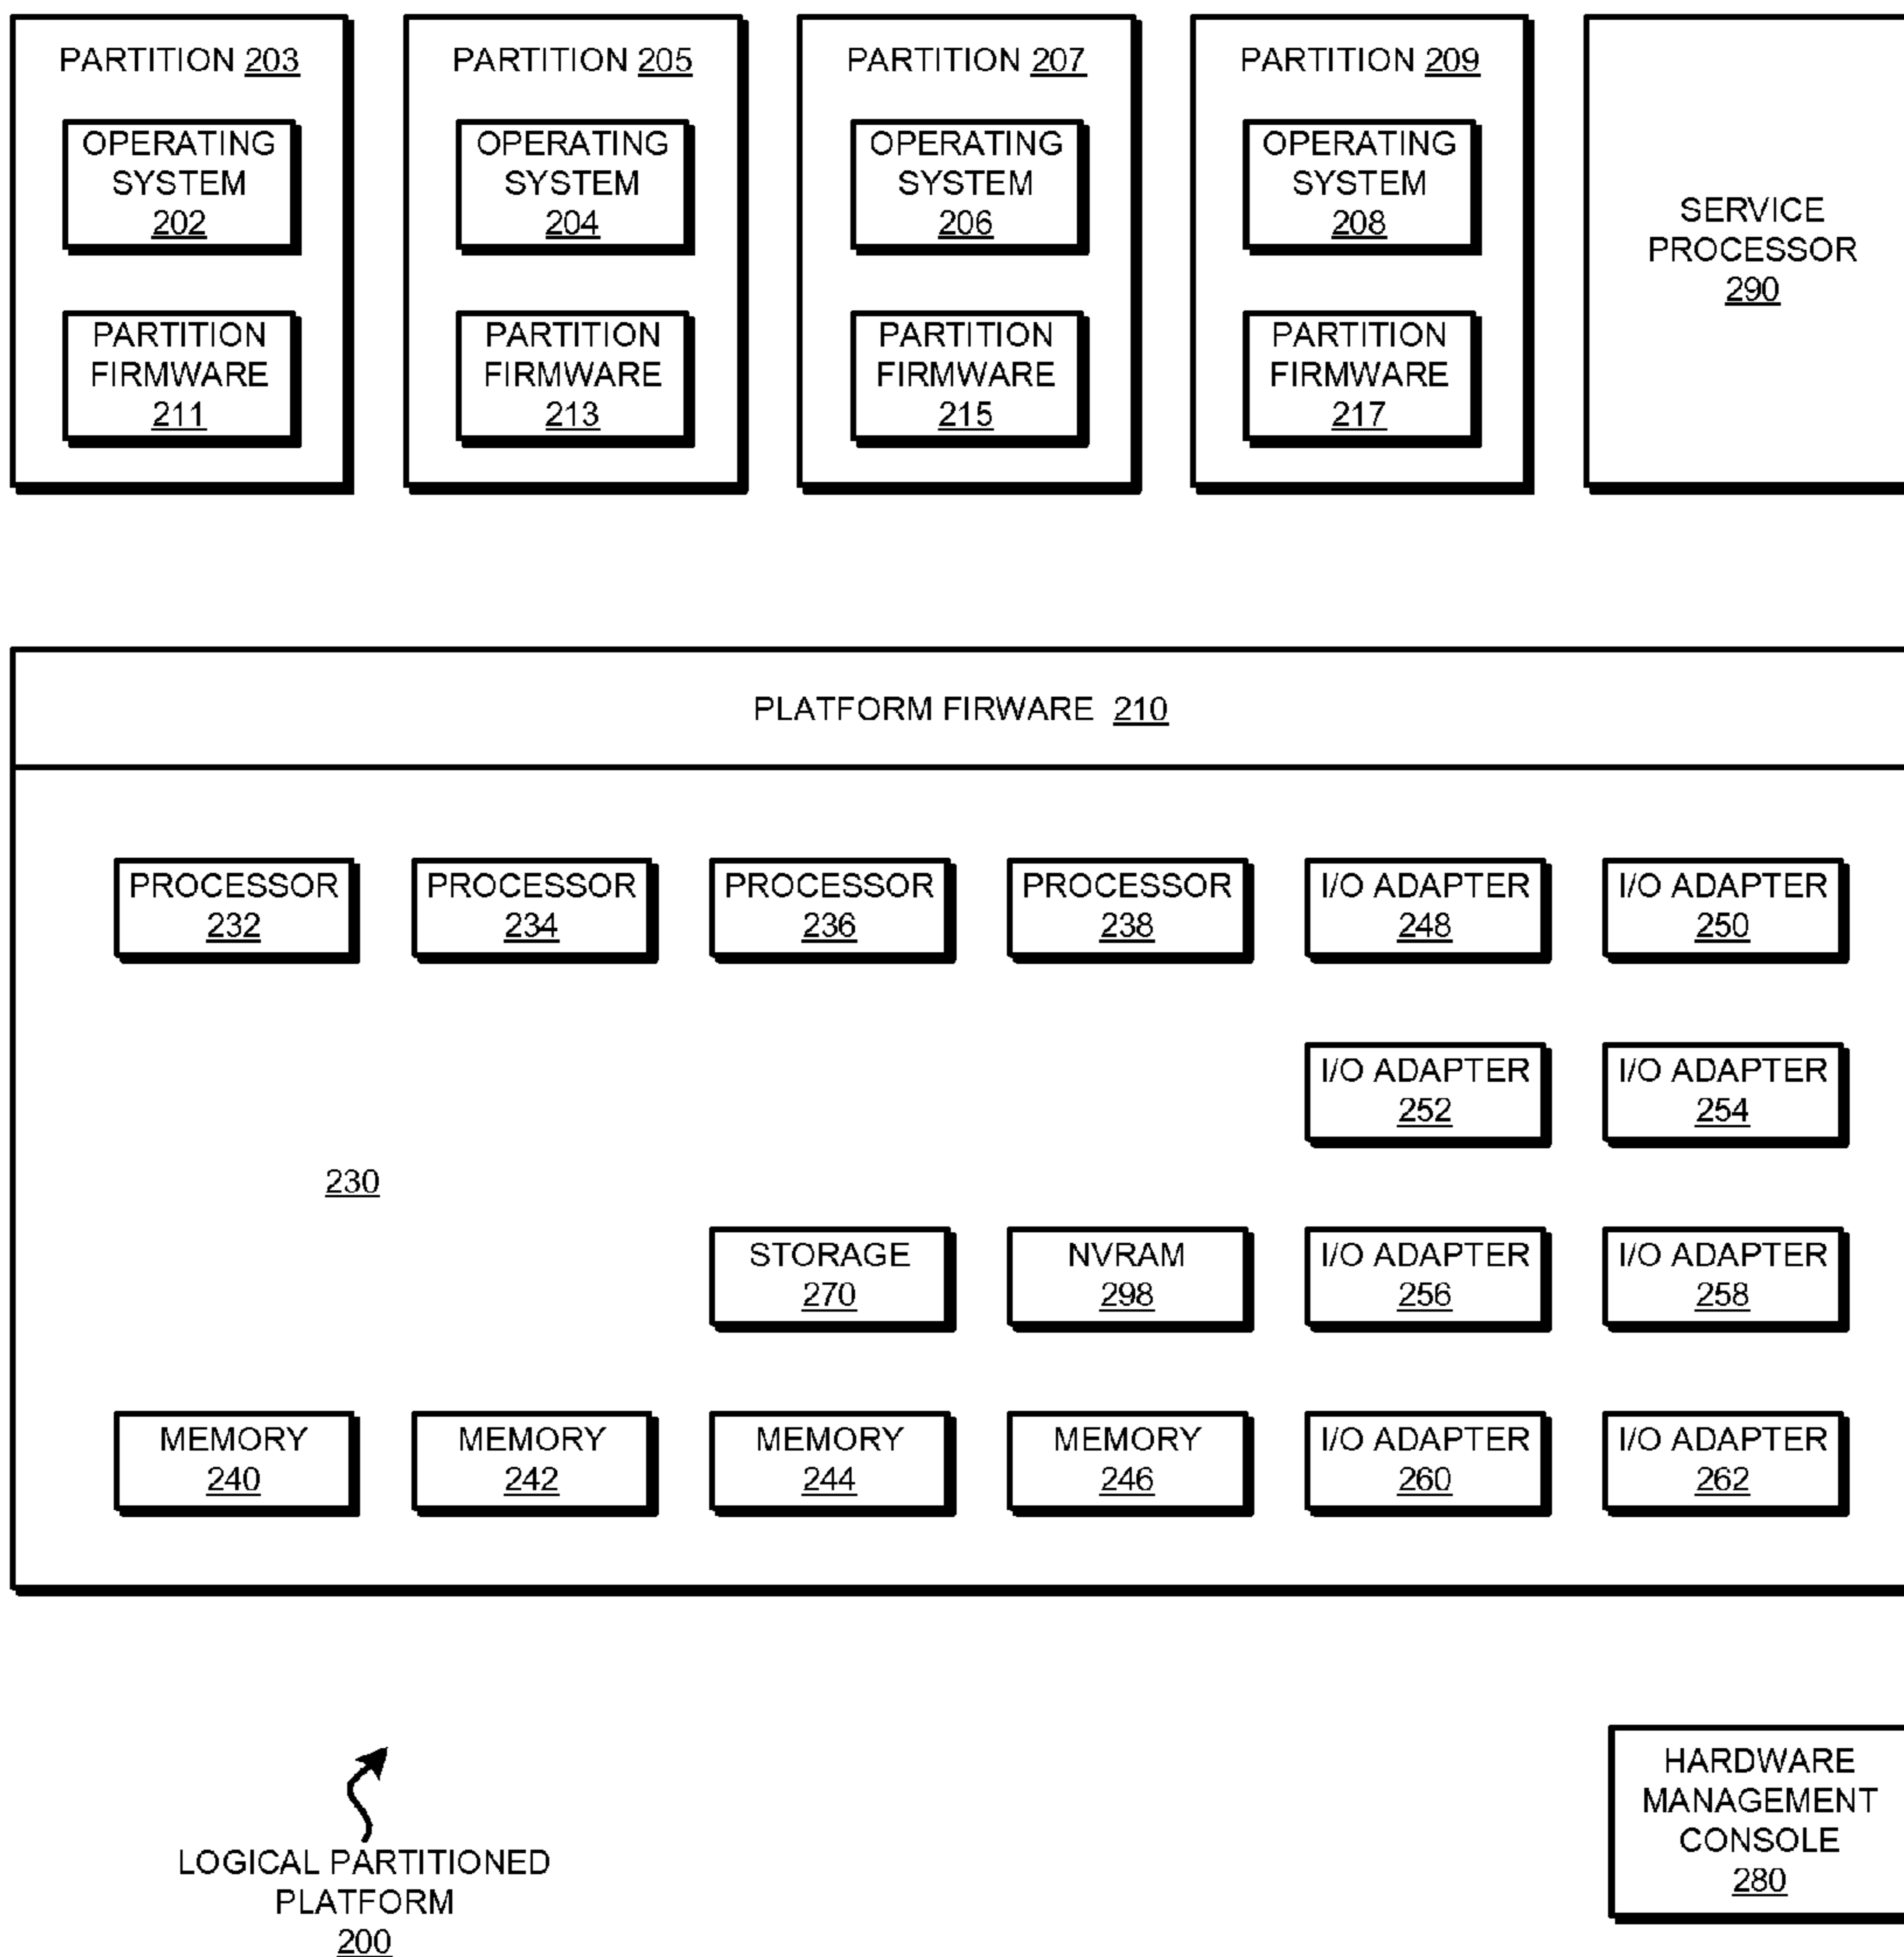 PARTITION 203
OPERATING
SYSTEM
202
PARTITION
FIRMWARE
211
PARTITION 205
OPERATING
SYSTEM
204
PARTITION
FIRMWARE
213
PARTITION 207
OPERATING
SYSTEM
206
PARTITION
FIRMWARE
215
PARTITION 209
OPERATING
SYSTEM
208
PARTITION
FIRMWARE
217
SERVICE
PROCESSOR
290
PLATFORM FIRWARE 210
PROCESSOR
232
PROCESSOR
234
PROCESSOR
236
PROCESSOR
238
I/O ADAPTER
248
I/O ADAPTER
250
I/O ADAPTER
252
I/O ADAPTER
254
230
STORAGE
270
NVRAM
298
I/O ADAPTER
256
I/O ADAPTER
258
MEMORY
240
MEMORY
242
MEMORY
244
MEMORY
246
I/O ADAPTER
260
I/O ADAPTER
262
LOGICAL PARTITIONED
PLATFORM
200
HARDWARE
MANAGEMENT
CONSOLE
280